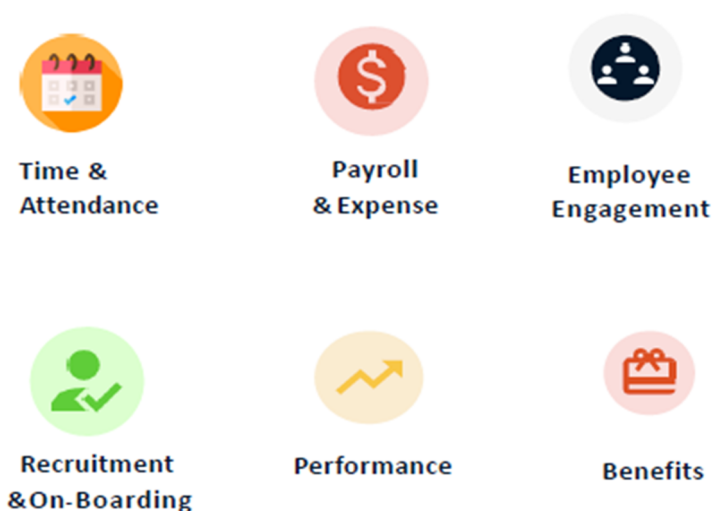 Time &
Attendance
Payroll
& Expense
Employee
Engagement
Recruitment
&On-Boarding
Performance
Benefits